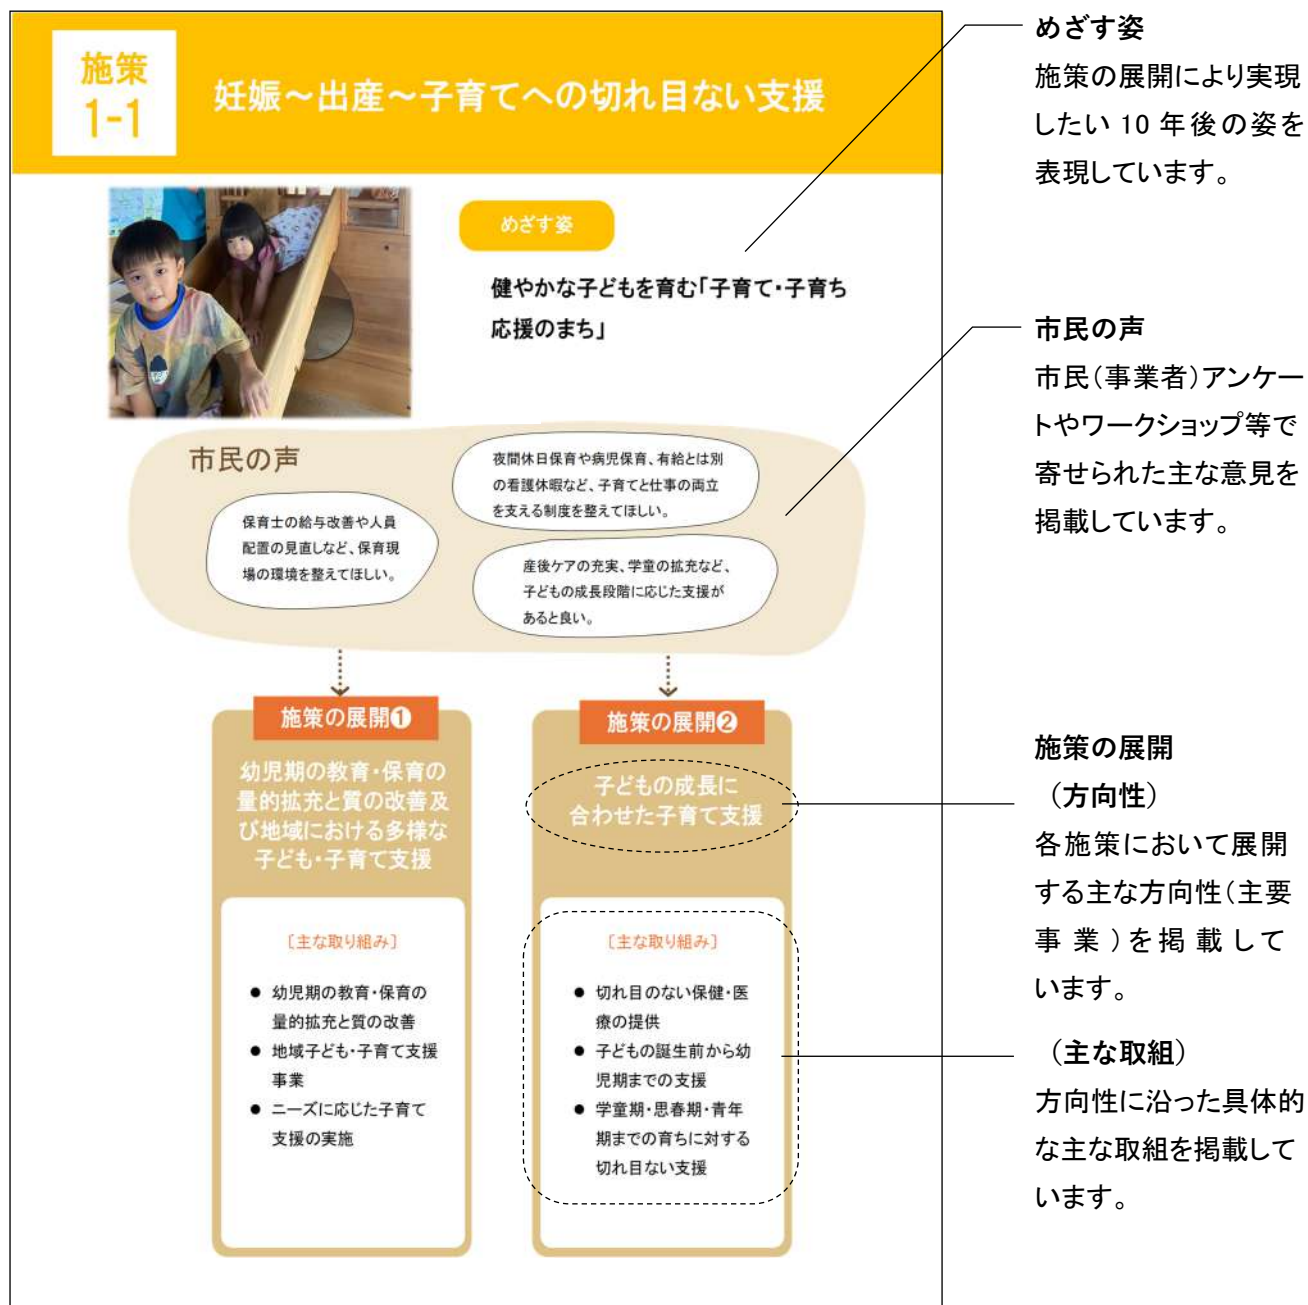 施策
1-1
妊娠～出産～子育てへの切れ目ない支援
めざす姿
健やかな子どもを育む「子育て・子育ち
応援のまち」
市民の声
保育士の給与改善や人員
配置の見直しなど、保育現
場の環境を整えてほしい。
夜間休日保育や病児保育、有給とは別
の看護休暇など、子育てと仕事の両立
を支える制度を整えてほしい。
産後ケアの充実、学童の拡充など、
子どもの成長段階に応じた支援が
あると良い。
施策の展開❶
幼児期の教育・保育の
量的拡充と質の改善及
び地域における多様な
子ども・子育て支援
〔主な取り組み〕
● 幼児期の教育・保育の
量的拡充と質の改善
● 地域子ども・子育て支援
事業
● ニーズに応じた子育て
支援の実施
施策の展開❷
子どもの成長に
合わせた子育て支援
〔主な取り組み〕
● 切れ目のない保健・医
療の提供
● 子どもの誕生前から幼
児期までの支援
● 学童期・思春期・青年
期までの育ちに対する
切れ目ない支援
めざす姿
施策の展開により実現
したい 10 年後の姿を
表現しています。
市民の声
市民（事業者）アンケー
トやワークショップ等で
寄せられた主な意見を
掲載しています。
施策の展開
（方向性）
各施策において展開
する主な方向性（主要
事業）を掲載して
います。
（主な取組）
方向性に沿った具体的
な主な取組を掲載して
います。